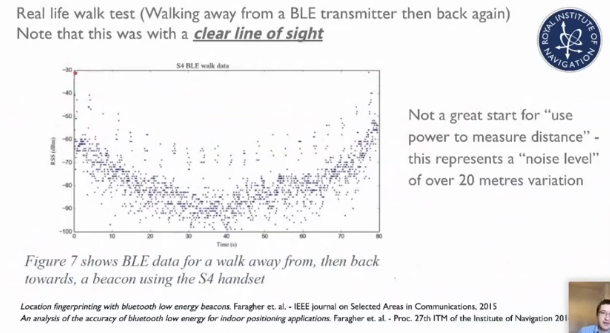 Real life walk test (Walking away from a BLE transmitter then back again)
Note that this was with a clear line of sight
ROYAL INSTITUTE OF NAVIGATION
S4 BLE walk data
-30
-40
-50
-60
-70
-80
-90
-100
RSS (dBm)
0 10 20 30 40 50 60 70 80
Time (s)
Not a great start for “use
power to measure distance” -
this represents a “noise level”
of over 20 metres variation
Figure 7 shows BLE data for a walk away from, then back
towards, a beacon using the S4 handset
Location fingerprinting with bluetooth low energy beacons. Faragher et. al. - IEEE journal on Selected Areas in Communications, 2015
An analysis of the accuracy of bluetooth low energy for indoor positioning applications. Faragher et. al. - Proc. 27th ITM of the Institute of Navigation 201